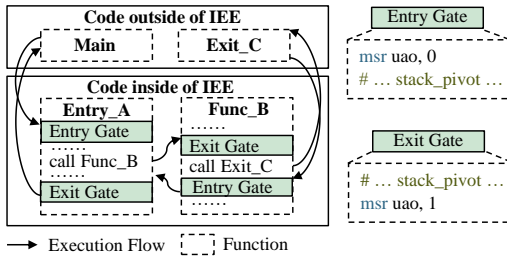 Code outside of IEE
Main
Exit_C
Code inside of IEE
Entry_A
Entry Gate
......
call Func_B
......
Exit Gate
Func_B
......
Exit Gate
call Exit_C
Entry Gate
......
Execution Flow
Function
Entry Gate
msr uao, 0
# … stack_pivot …
Exit Gate
# … stack_pivot …
msr uao, 1